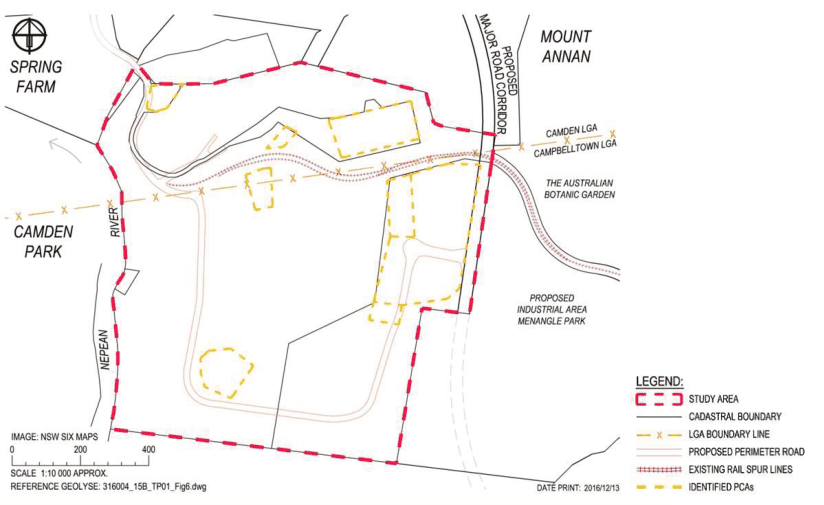 SPRING
FARM
PROPOSED
MAJOR ROAD CORRIDOR
MOUNT
ANNAN
CAMDEN LGA
CAMPBELLTOWN LGA
THE AUSTRALIAN
BOTANIC GARDEN
CAMDEN
PARK
RIVER
NEPEAN
PROPOSED
INDUSTRIAL AREA
MENANGLE PARK
LEGEND:
STUDY AREA
CADASTRAL BOUNDARY
LGA BOUNDARY LINE
PROPOSED PERIMETER ROAD
EXISTING RAIL SPUR LINES
IDENTIFIED PCAs
IMAGE: NSW SIX MAPS
0 200 400
SCALE 1:10 000 APPROX.
REFERENCE GEOLYSE: 316004_15B_TP01_Fig6.dwg
DATE PRINT: 2016/12/13